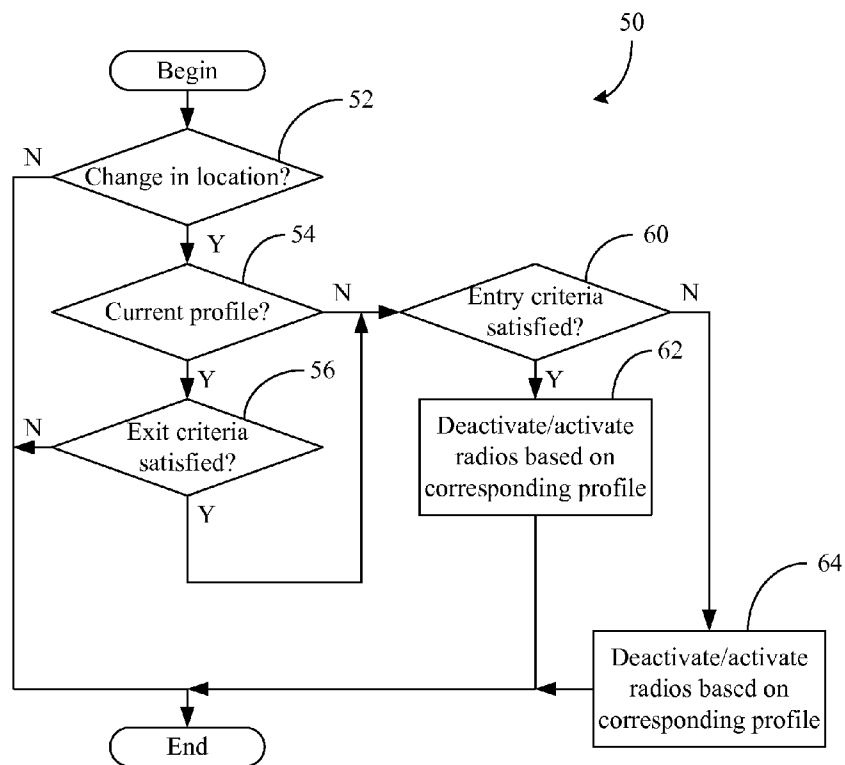 50
Begin
52
N
Change in location?
Y
54
60
Current profile?
N
Entry criteria
satisfied?
N
Y
56
Y
62
N
Exit criteria
satisfied?
Deactivate/activate
radios based on
corresponding profile
Y
64
Deactivate/activate
radios based on
corresponding profile
End